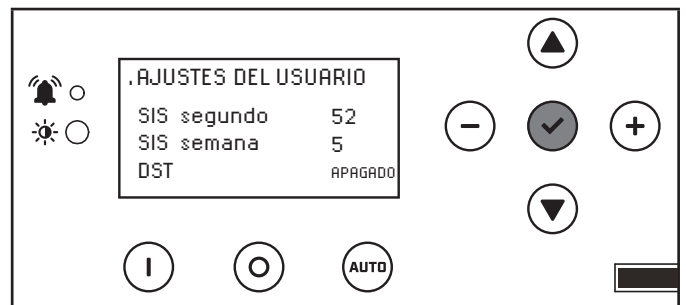 .AJUSTES DEL USUARIO
SIS segundo 52
SIS semana 5
DST APAGADO
AUTO